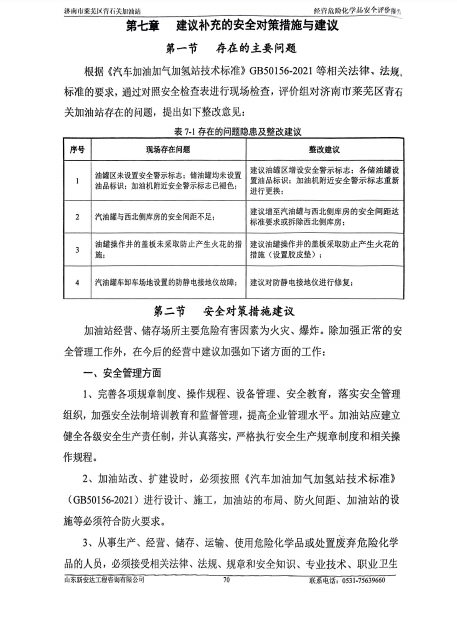 济南市莱芜区青石关加油站 经营危险化学品安全评价报告
第七章 建议补充的安全对策措施与建议
第一节 存在的主要问题
根据《汽车加油加气加氢站技术标准》GB50156-2021 等相关法律、法规、
标准的要求，通过对照安全检查表进行现场检查，评价组对济南市莱芜区青石
关加油站存在的问题，提出如下整改意见：
表 7-1 存在的问题隐患及整改建议
序号 现场存在问题 整改建议
1 油罐区未设置安全警示标志；储油罐均未设置 建议油罐区增设安全警示标志；各储油罐设
油品标识；加油机附近安全警示标志已褪色； 置油品标识；加油机附近安全警示标志重新
进行更换；
2 汽油罐与西北侧库房的安全间距不足； 建议增至汽油罐与西北侧库房的安全间距达
标准要求或拆除西北侧库房；
3 油罐操作井的盖板未采取防止产生火花的措 建议油罐操作井的盖板采取防止产生火花的
施； 措施（设置胶皮垫）；
4 汽油罐车卸车场地设置的防静电接地仪故障； 建议对防静电接地仪进行修复；
第二节 安全对策措施建议
加油站经营、储存场所主要危险有害因素为火灾、爆炸。除加强正常的安
全管理工作外，在今后的经营中建议加强如下诸方面的工作：
一、安全管理方面
1、完善各项规章制度、操作规程、设备管理、安全教育，落实安全管理
组织，加强安全法制培训教育和监督管理，提高企业管理水平。加油站应建立
健全各级安全生产责任制，并认真落实，严格执行安全生产规章制度和相关操
作规程。
2、加油站改、扩建设时，必须按照《汽车加油加气加氢站技术标准》
（GB50156-2021）进行设计、施工，加油站的布局、防火间距、加油站的设
施等必须符合防火要求。
3、从事生产、经营、储存、运输、使用危险化学品或处置废弃危险化学
品的人员，必须接受相关法律、法规、规章和安全知识、专业技术、职业卫生
山东新安达工程咨询有限公司 70 联系电话：0531-75639660